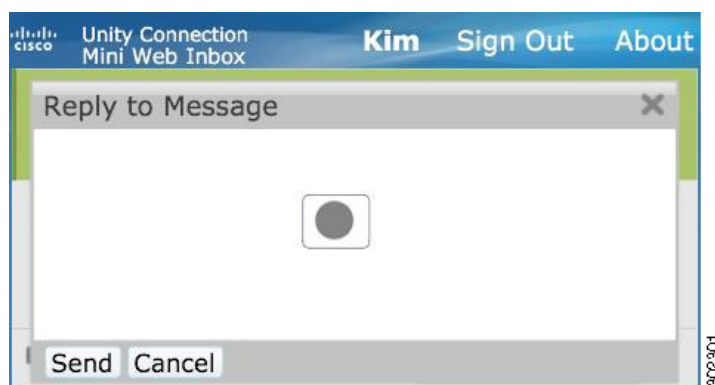 cisco
Unity Connection
Mini Web Inbox
Kim Sign Out About
Reply to Message
Send Cancel